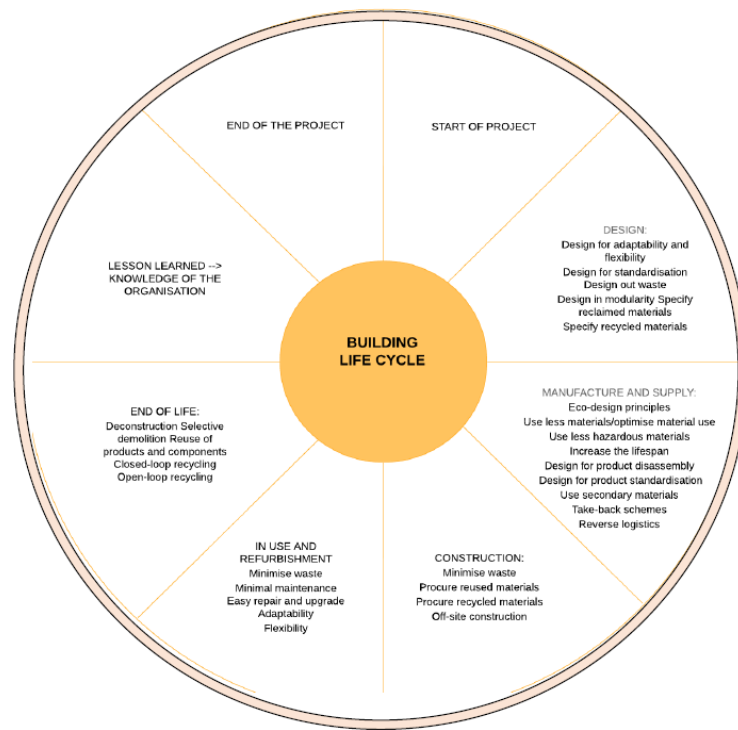 END OF THE PROJECT
START OF PROJECT
DESIGN:
Design for adaptability and
flexibility
Design for standardisation
Design out waste
Design in modularity Specify
reclaimed materials
Specify recycled materials
MANUFACTURE AND SUPPLY:
Eco-design principles
Use less materials/optimise material use
Use less hazardous materials
Increase the lifespan
Design for product disassembly
Design for product standardisation
Use secondary materials
Take-back schemes
Reverse logistics
CONSTRUCTION:
Minimise waste
Procure reused materials
Procure recycled materials
Off-site construction
IN USE AND
REFURBISHMENT
Minimise waste
Minimal maintenance
Easy repair and upgrade
Adaptability
Flexibility
END OF LIFE:
Deconstruction Selective
demolition Reuse of
products and components
Closed-loop recycling
Open-loop recycling
LESSON LEARNED -->
KNOWLEDGE OF THE
ORGANISATION
BUILDING
LIFE CYCLE